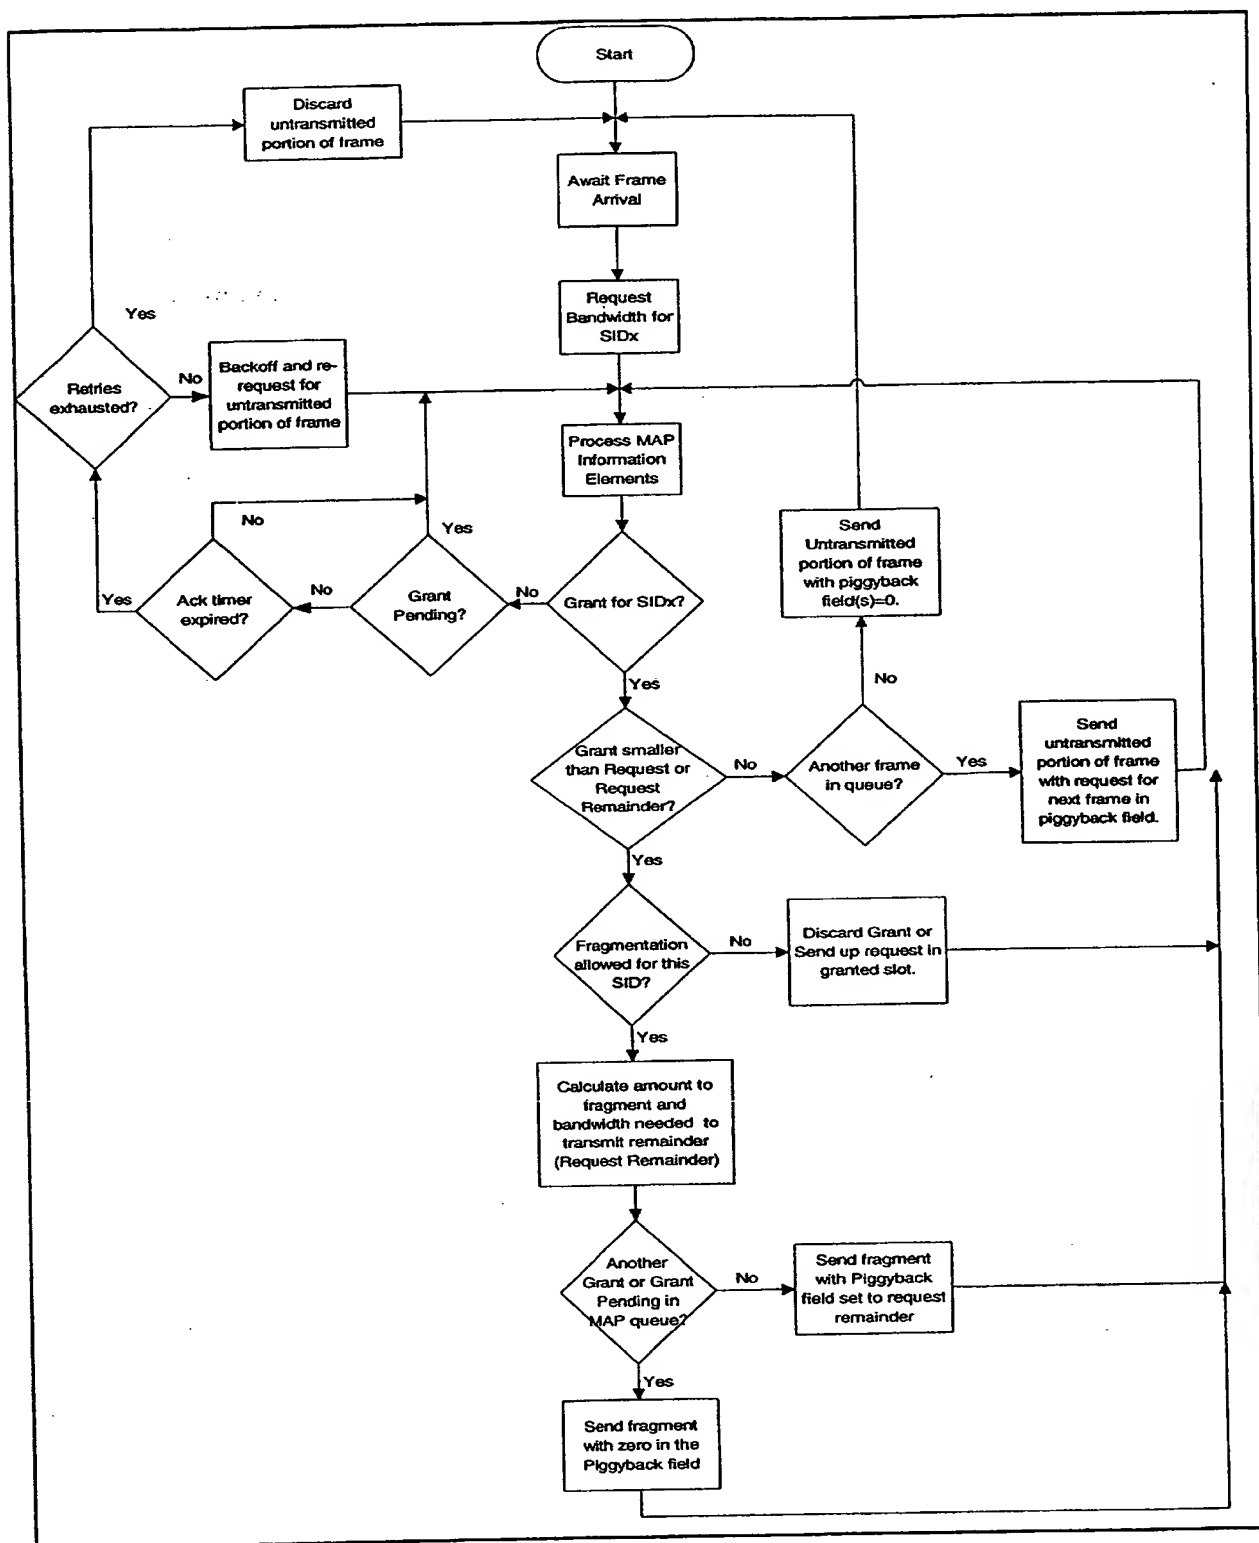 Start
Discard
untransmitted
portion of frame
Await Frame
Arrival
Request
Bandwidth for
SIDx
Yes
Retries
exhausted?
No
Backoff and re-
request for
untransmitted
portion of frame
Process MAP
Information
Elements
No
Yes
Send
Untransmitted
portion of frame
with piggyback
field(s)=0.
Yes
Ack timer
expired?
No
Grant
Pending?
No
Grant for SIDx?
Yes
No
Grant smaller
than Request or
Request
Remainder?
No
Another frame
in queue?
Yes
Send
untransmitted
portion of frame
with request for
next frame in
piggyback field.
Yes
Fragmentation
allowed for this
SID?
No
Discard Grant or
Send up request in
granted slot.
Yes
Calculate amount to
fragment and
bandwidth needed to
transmit remainder
(Request Remainder)
Another
Grant or Grant
Pending in
MAP queue?
No
Send fragment
with Piggyback
field set to request
remainder
Yes
Send fragment
with zero in the
Piggyback field